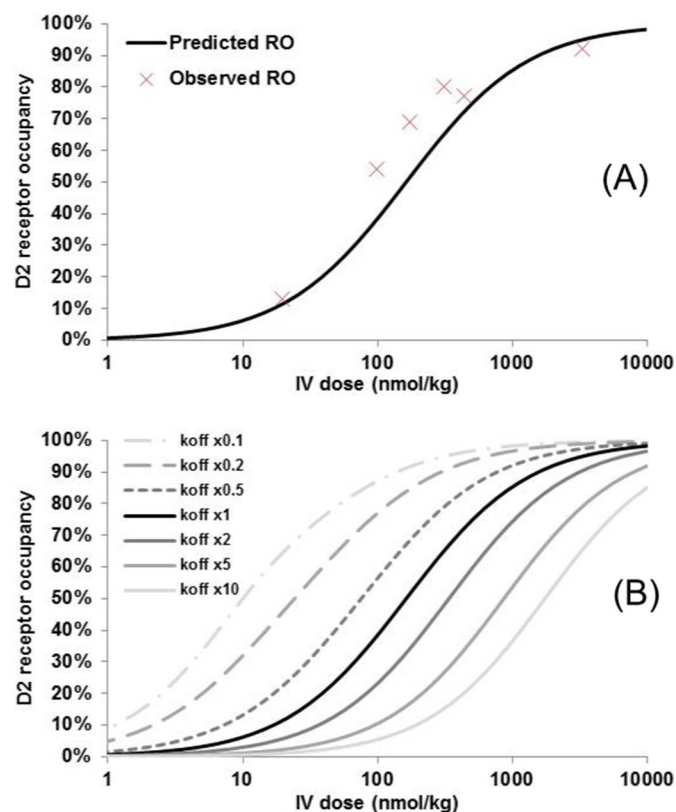 100%
90%
80%
70%
60%
50%
40%
30%
20%
10%
0%
D2 receptor occupancy
Predicted RO
Observed RO
(A)
1 10 100 1000 10000
IV dose (nmol/kg)
100%
90%
80%
70%
60%
50%
40%
30%
20%
10%
0%
D2 receptor occupancy
koff x0.1
koff x0.2
koff x0.5
koff x1
koff x2
koff x5
koff x10
(B)
1 10 100 1000 10000
IV dose (nmol/kg)